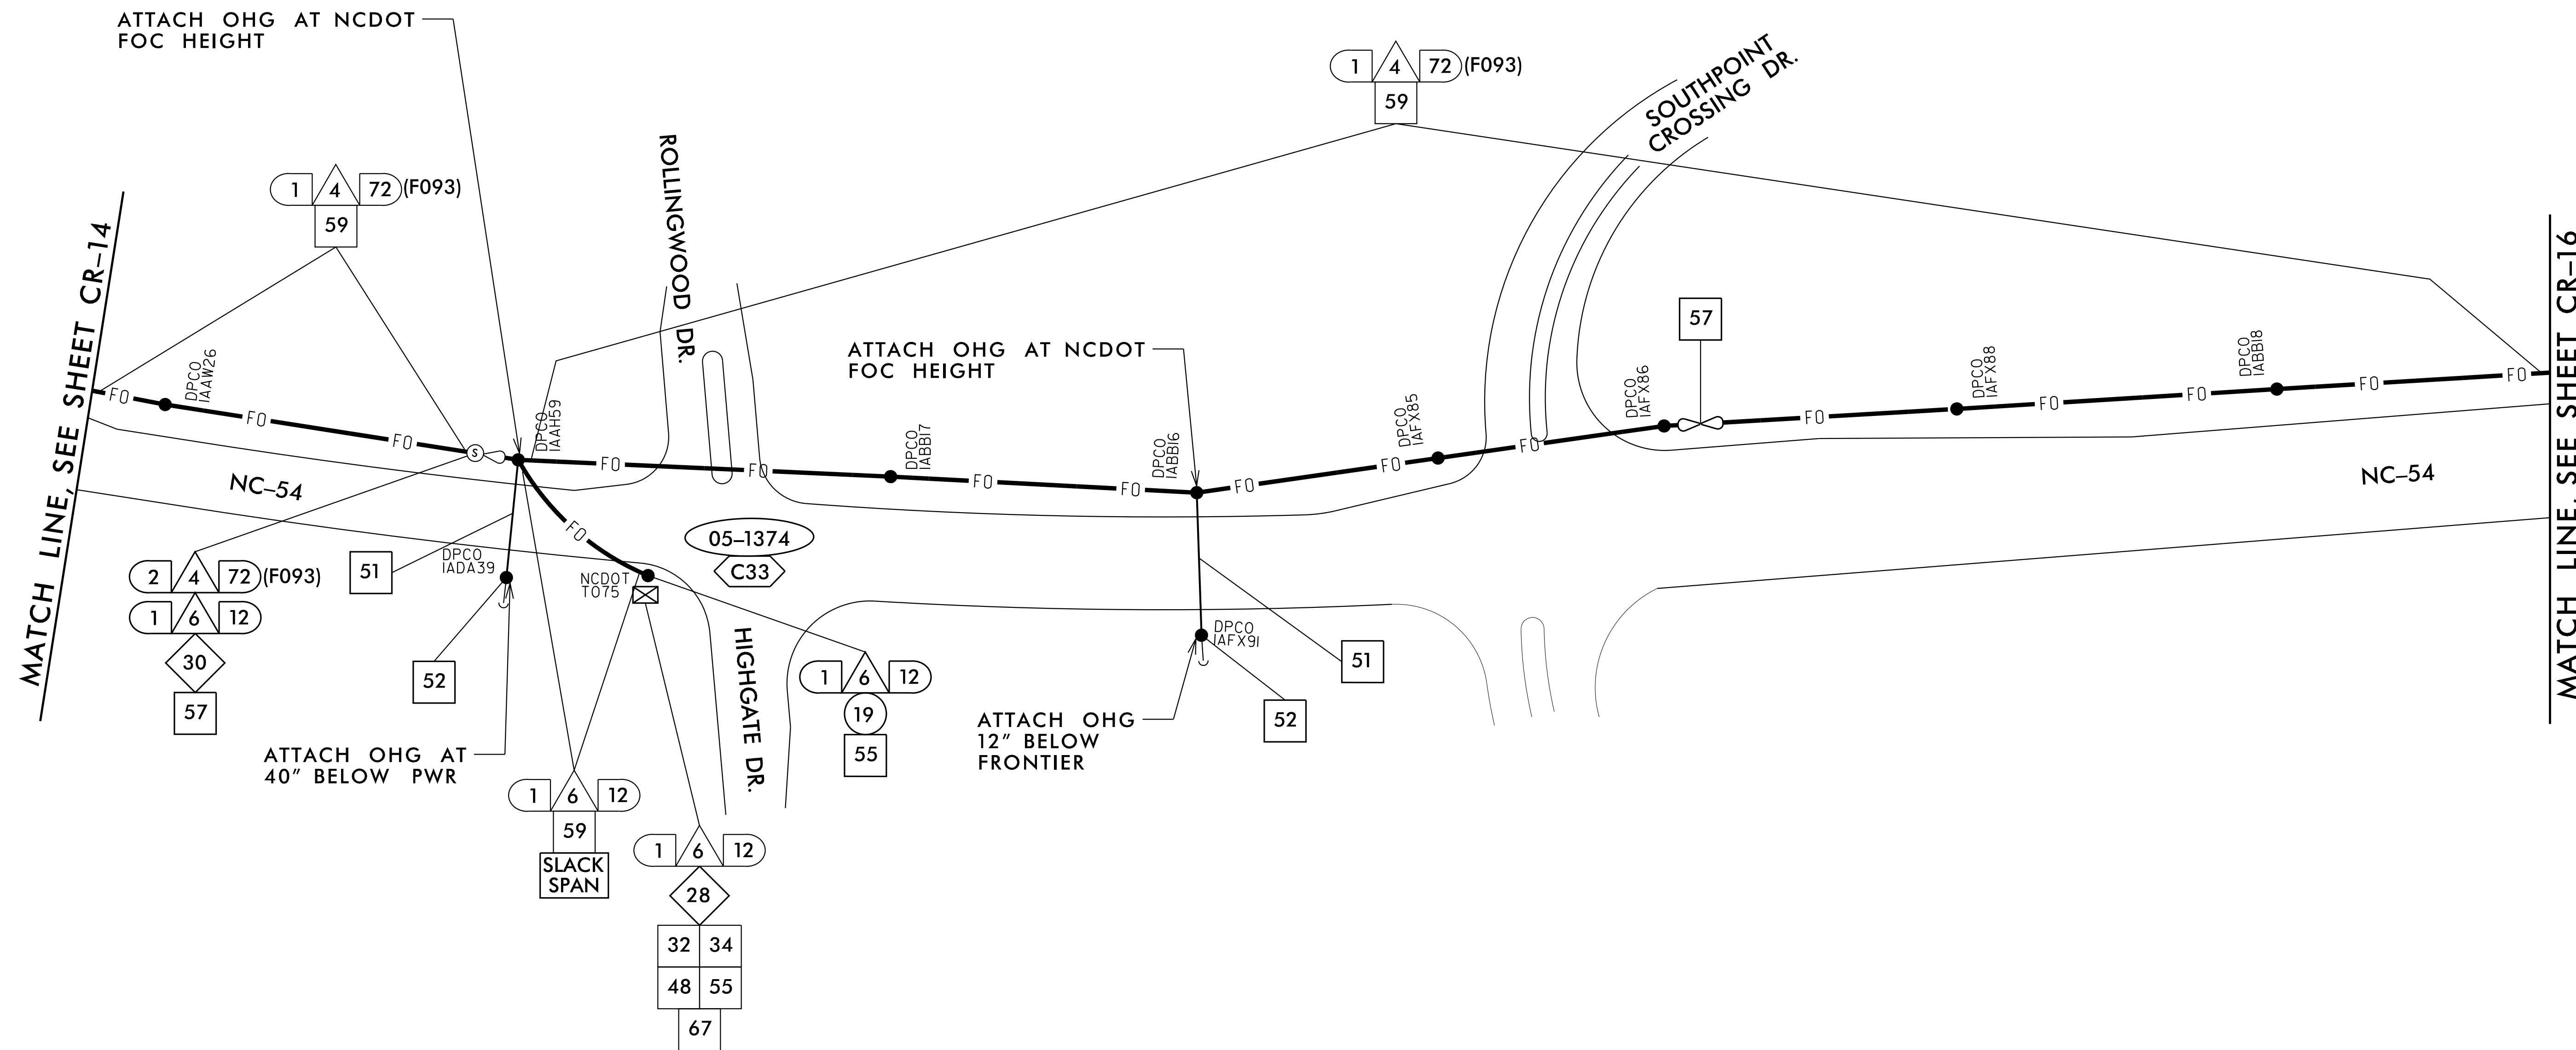 ATTACH OHG AT NCDOT
FOC HEIGHT
1 4 72 (F093)
59
SOUTHPOINT
CROSSING DR.
1 4 72 (F093)
59
ROLLINGWOOD DR.
MATCH LINE, SEE SHEET CR-14
MATCH LINE, SEE SHEET CR-16
57
ATTACH OHG AT NCDOT
FOC HEIGHT
DPCO
IAAW26
DPCO
IAAH59
DPCO
IABB17
DPCO
IABB16
DPCO
IAFX85
DPCO
IAFX86
DPCO
IAFX88
DPCO
IABB18
FO
FO
FO
S
FO
FO
FO
FO
FO
FO
FO
FO
FO
FO
FO
FO
FO
NC-54
NC-54
05-1374
C33
2 4 72 (F093)
1 6 12
30
57
51
DPCO
IADA39
NCDOT
T075
52
DPCO
IAFX91
51
52
HIGHGATE DR.
1 6 12
19
55
ATTACH OHG
12" BELOW
FRONTIER
ATTACH OHG AT
40" BELOW PWR
1 6 12
59
SLACK
SPAN
1 6 12
28
32 34
48 55
67